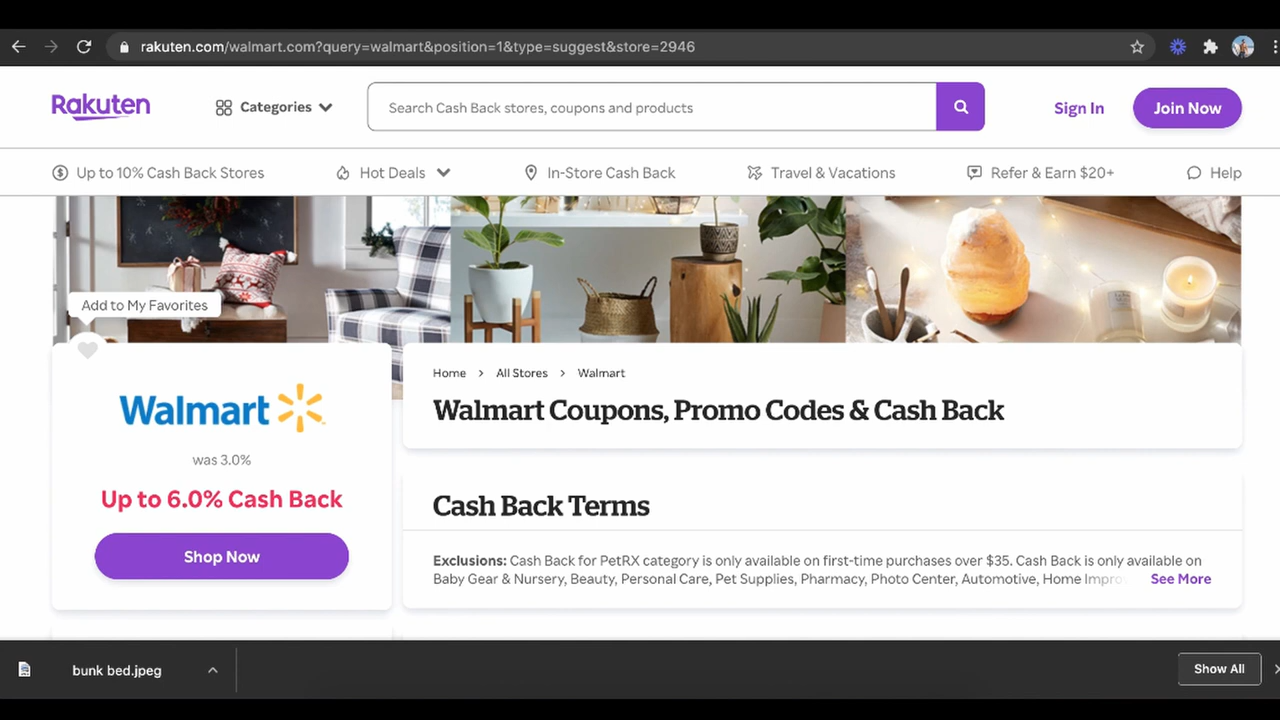 rakuten.com/walmart.com?query=walmart&position=1&type=suggest&store=2946
Rakuten
Categories
Search Cash Back stores, coupons and products
Sign In
Join Now
Up to 10% Cash Back Stores
Hot Deals
In-Store Cash Back
Travel & Vacations
Refer & Earn $20+
Help
Add to My Favorites
Walmart
was 3.0%
Up to 6.0% Cash Back
Shop Now
Home > All Stores > Walmart
Walmart Coupons, Promo Codes & Cash Back
Cash Back Terms
Exclusions: Cash Back for PetRX category is only available on first-time purchases over $35. Cash Back is only available on
Baby Gear & Nursery, Beauty, Personal Care, Pet Supplies, Pharmacy, Photo Center, Automotive, Home Impro
See More
bunk bed.jpeg
Show All